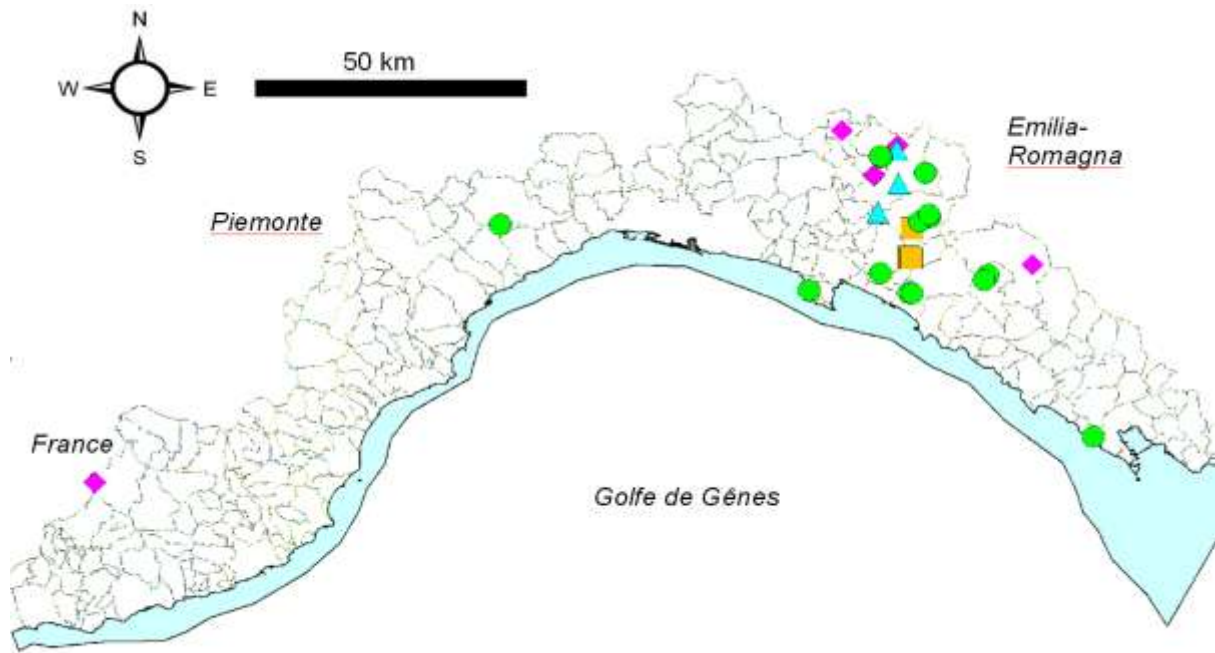 N
50 km
W E
S
Emilia-
Romagna
Piemonte
France
Golfe de Gênes